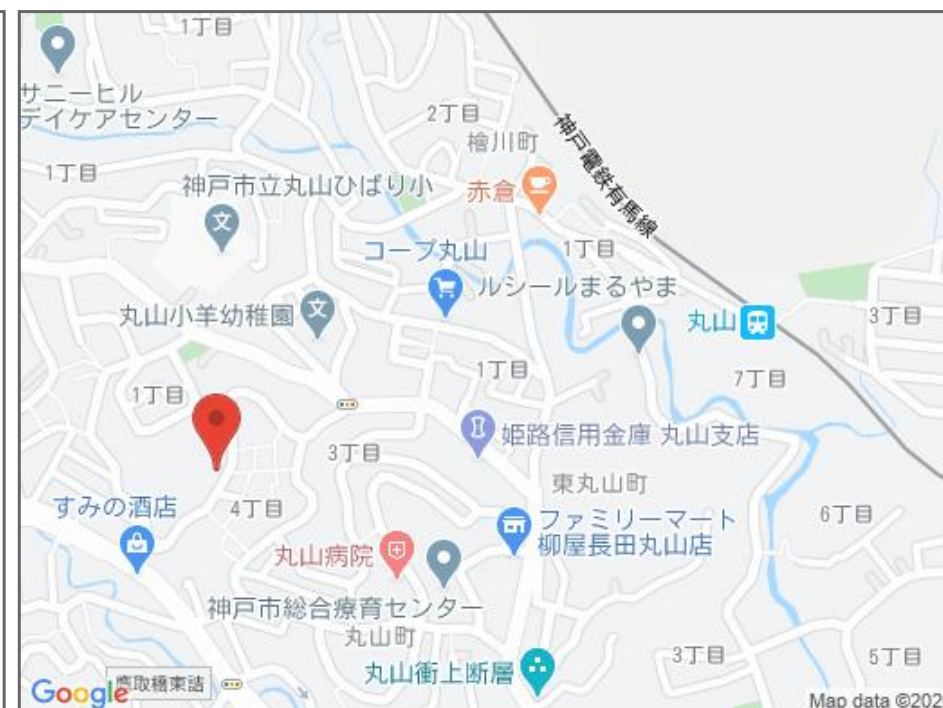 1丁目
サニーヒル
デイケアセンター
2丁目
檜川町
神戸電鉄有馬線
1丁目
神戸市立丸山ひばり小
赤倉
コープ丸山
1丁目
ルシールまるやま
丸山小羊幼稚園
丸山
3丁目
1丁目
7丁目
1丁目
姫路信用金庫 丸山支店
3丁目
東丸山町
すみの酒店
4丁目
ファミリーマート
柳屋長田丸山店
6丁目
丸山病院
神戸市総合療育センター
丸山町
3丁目
5丁目
丸山衝上断層
鷹取橋東詰
Google
Map data ©202